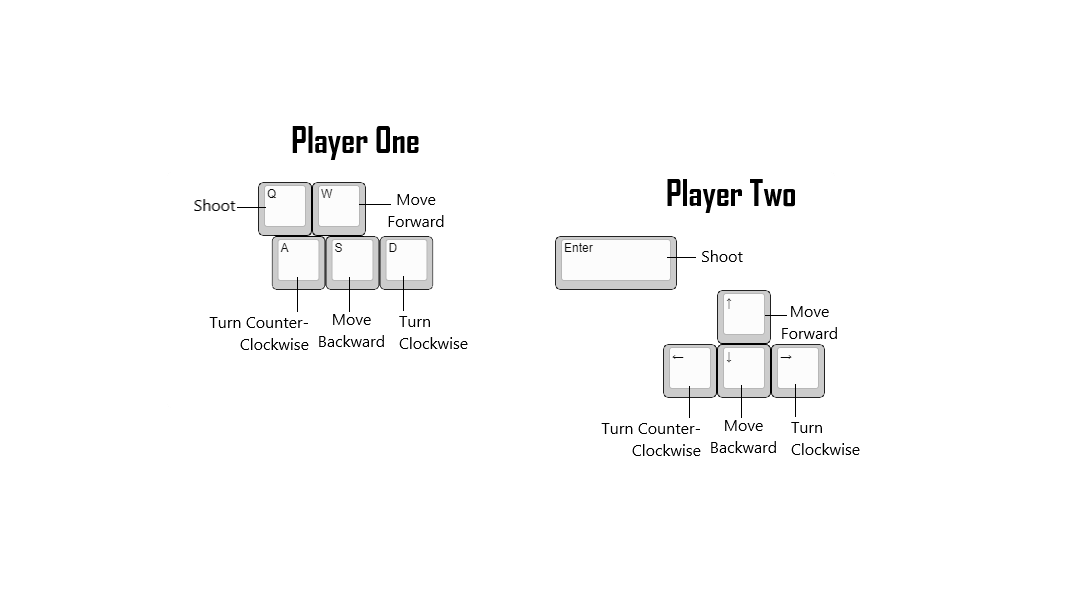 Player One
Q
W
Shoot
Move
Forward
A
S
D
Turn Counter-
Clockwise
Move
Backward
Turn
Clockwise
Player Two
Enter
Shoot
↑
Move
Forward
←
↓
→
Turn Counter-
Clockwise
Move
Backward
Turn
Clockwise